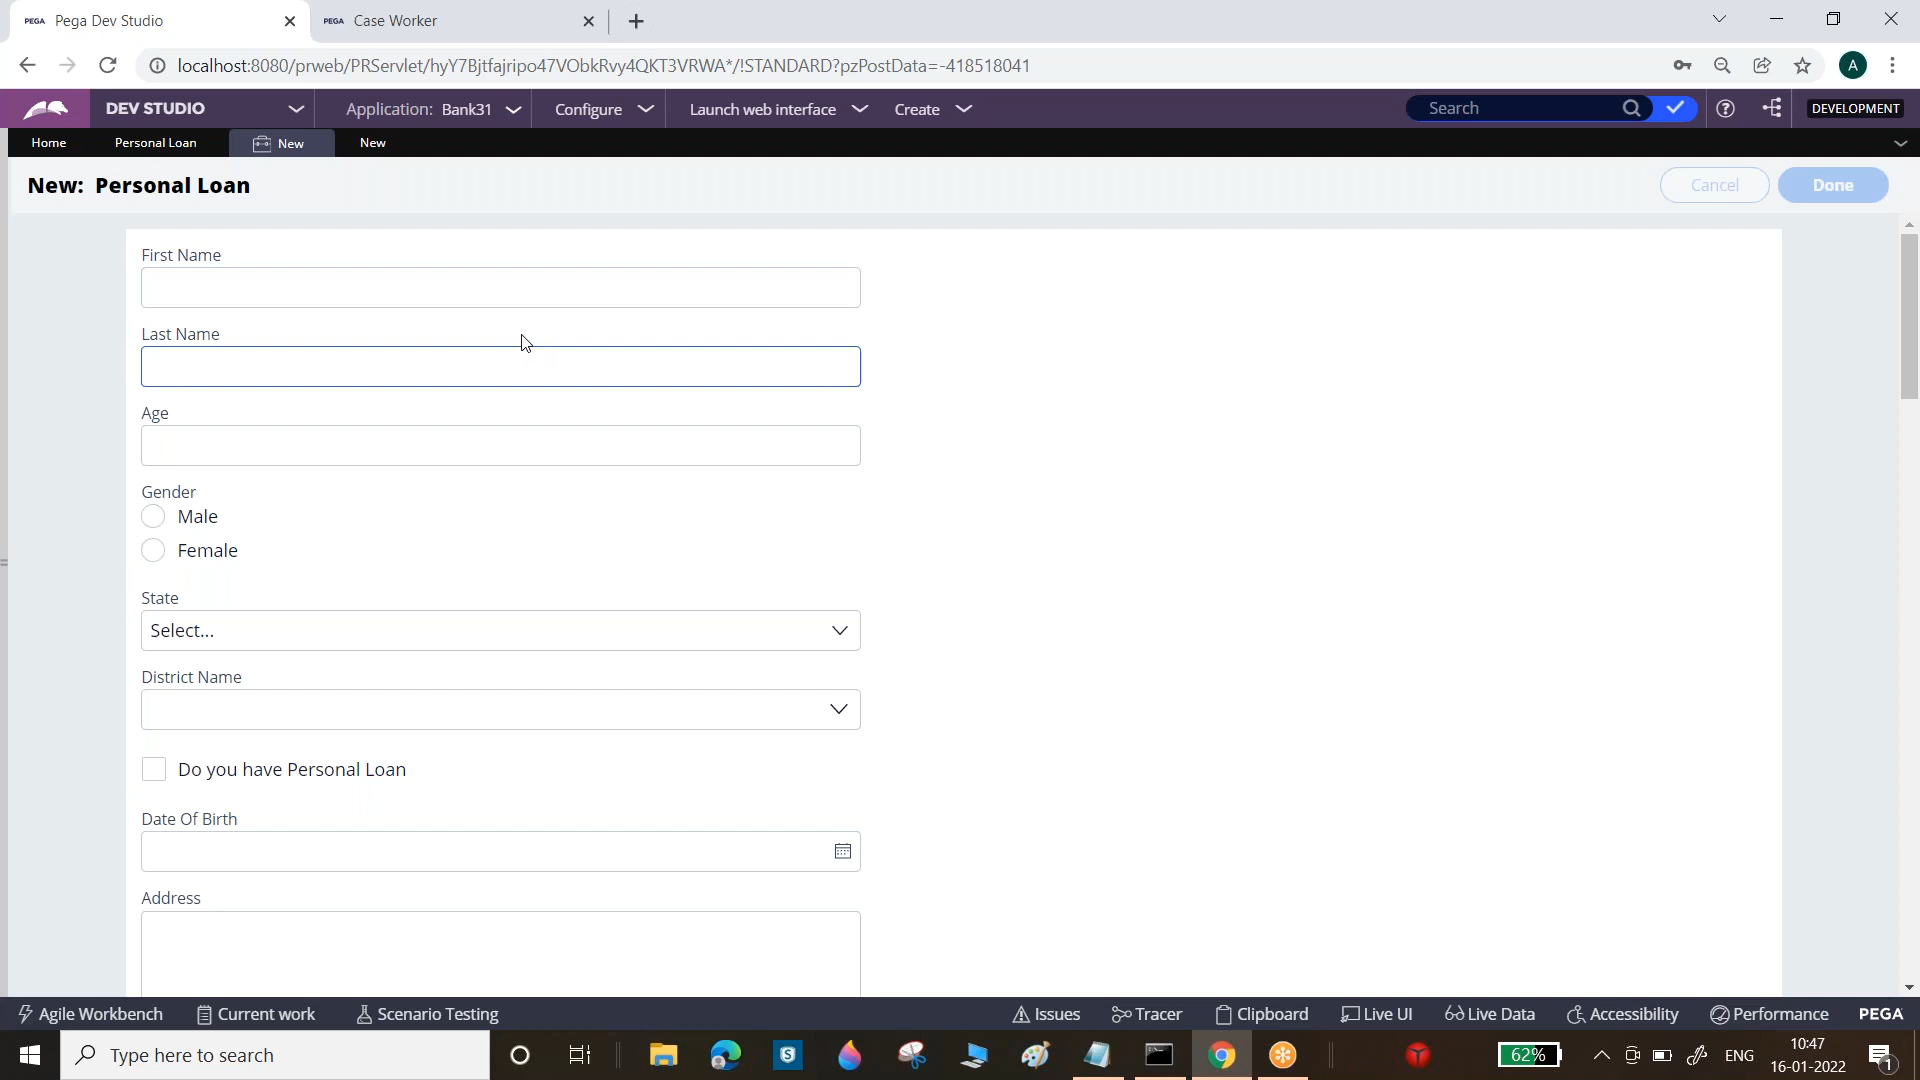 PEGA Pega Dev Studio PEGA Case Worker
localhost:8080/prweb/PRServlet/hyY7Bjtfajripo47VObkRvy4QKT3VRWA*/!STANDARD?pzPostData=-418518041 A
DEV STUDIO Application: Bank31 Configure Launch web interface Create Search DEVELOPMENT
Home Personal Loan New New
New: Personal Loan Cancel Done
First Name
Last Name
Age
Gender
Male
Female
State
Select...
District Name
Do you have Personal Loan
Date Of Birth
Address
Agile Workbench Current work Scenario Testing Issues Tracer Clipboard Live UI Live Data Accessibility Performance PEGA
Type here to search S 62% ENG 10:47
16-01-2022 1